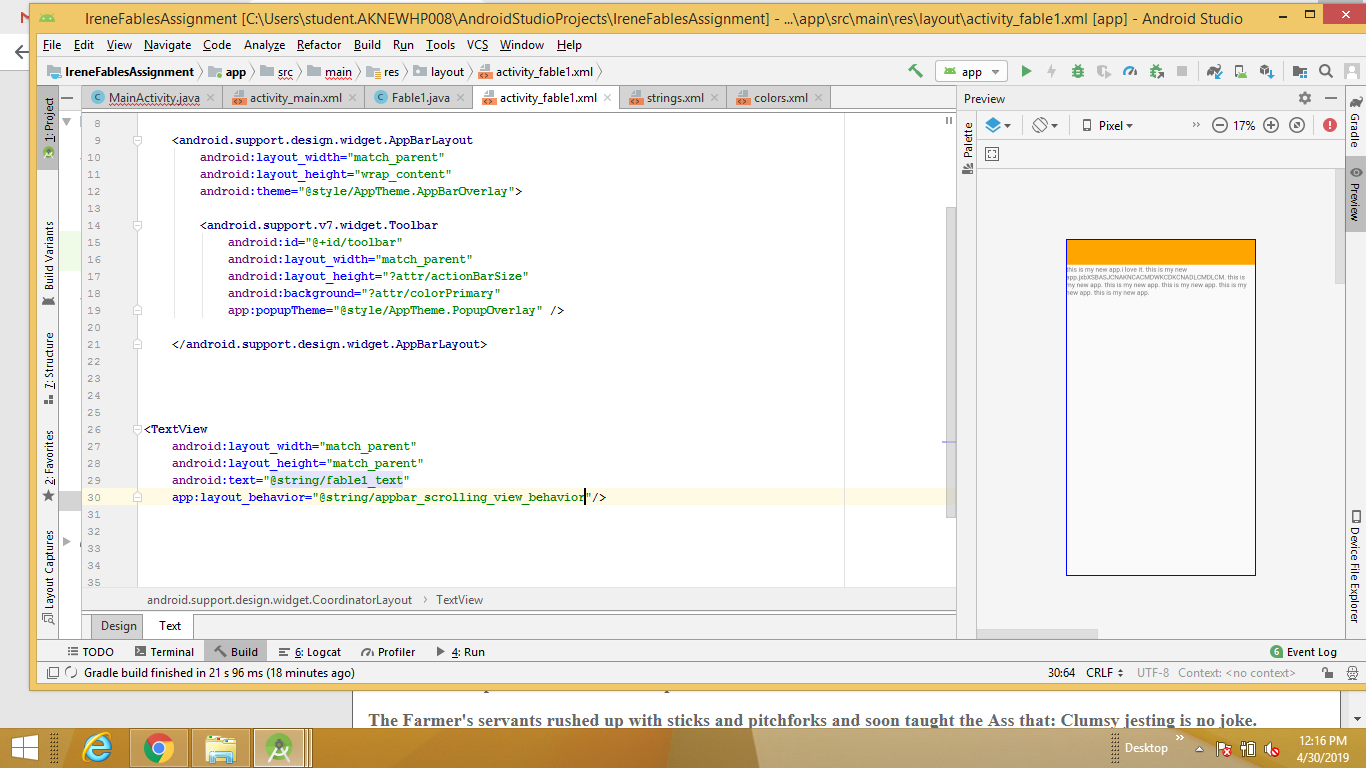 IreneFablesAssignment [C:\Users\student.AKNEWHP008\AndroidStudioProjects\IreneFablesAssignment] - ...\app\src\main\res\layout\activity_fable1.xml [app] - Android Studio
File Edit View Navigate Code Analyze Refactor Build Run Tools VCS Window Help
IreneFablesAssignment app src main res layout activity_fable1.xml app
MainActivity.java activity_main.xml Fable1.java activity_fable1.xml strings.xml colors.xml Preview
Pixel 17%
1: Project
Build Variants
7: Structure
2: Favorites
Layout Captures
8
9 <android.support.design.widget.AppBarLayout
10 android:layout_width="match_parent"
11 android:layout_height="wrap_content"
12 android:theme="@style/AppTheme.AppBarOverlay">
13
14 <android.support.v7.widget.Toolbar
15 android:id="@+id/toolbar"
16 android:layout_width="match_parent"
17 android:layout_height="?attr/actionBarSize"
18 android:background="?attr/colorPrimary"
19 app:popupTheme="@style/AppTheme.PopupOverlay" />
20
21 </android.support.design.widget.AppBarLayout>
22
23
24
25
26 <TextView
27 android:layout_width="match_parent"
28 android:layout_height="match_parent"
29 android:text="@string/fable1_text"
30 app:layout_behavior="@string/appbar_scrolling_view_behavior"/>
31
32
33
34
35
Palette
this is my new app.i love it. this is my new
app.jxbXSBASJCNAKNCACMDWKCDKCNADLCMDLCM. this is
my new app. this is my new app. this is my new app. this is my
new app. this is my new app.
Gradle
Preview
Device File Explorer
android.support.design.widget.CoordinatorLayout › TextView
Design Text
TODO Terminal Build 6: Logcat Profiler 4: Run 6 Event Log
Gradle build finished in 21 s 96 ms (18 minutes ago) 30:64 CRLF UTF-8 Context: <no context>
The Farmer's servants rushed up with sticks and pitchforks and soon taught the Ass that: Clumsy jesting is no joke.
Desktop
12:16 PM
4/30/2019